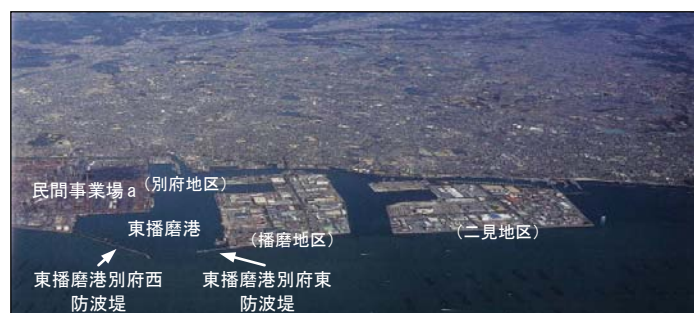 民間事業場a
(別府地区)
東播磨港
(播磨地区)
(二見地区)
東播磨港別府西
防波堤
東播磨港別府東
防波堤